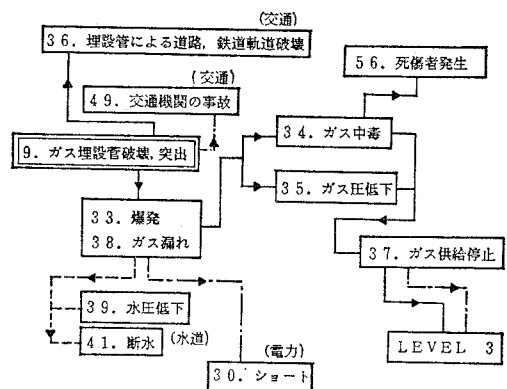 (交通)
36. 埋設管による道路, 鉄道軌道破壊
(交通)
49. 交通機関の事故
9. ガス埋設管破壊, 突出
33. 爆発
38. ガス漏れ
39. 水圧低下
41. 断水
(水道)
(電力)
30. ショート
56. 死傷者発生
34. ガス中毒
35. ガス圧低下
37. ガス供給停止
LEVEL 3